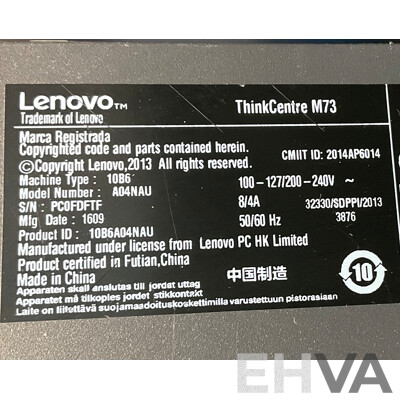 Lenovo™ ThinkCentre M73
Trademark of Lenovo
Marca Registrada
Copyrighted code and parts contained herein.
©Copyright Lenovo,2013 All right reserved. CMIIT ID: 2014AP6014
Machine Type: 10B6 100-127/200-240V~
Model Number: A04NAU
S/N: PC0FDFTF 8/4A 32330/SDPPI/2013
Mfg Date : 1609 50/60 Hz 3876
Product ID : 10B6A04NAU
Manufactured under license from Lenovo PC HK Limited
Product certified in Futian,China
Made in China 中国制造 10
Apparaten skall anslutas till jordat uttag
Apparatet må tilkoples jordet stikkontakt
Laite on liitettävä suojamaadoituskoskettimilla varustettuun pistorasiaan
EHVA